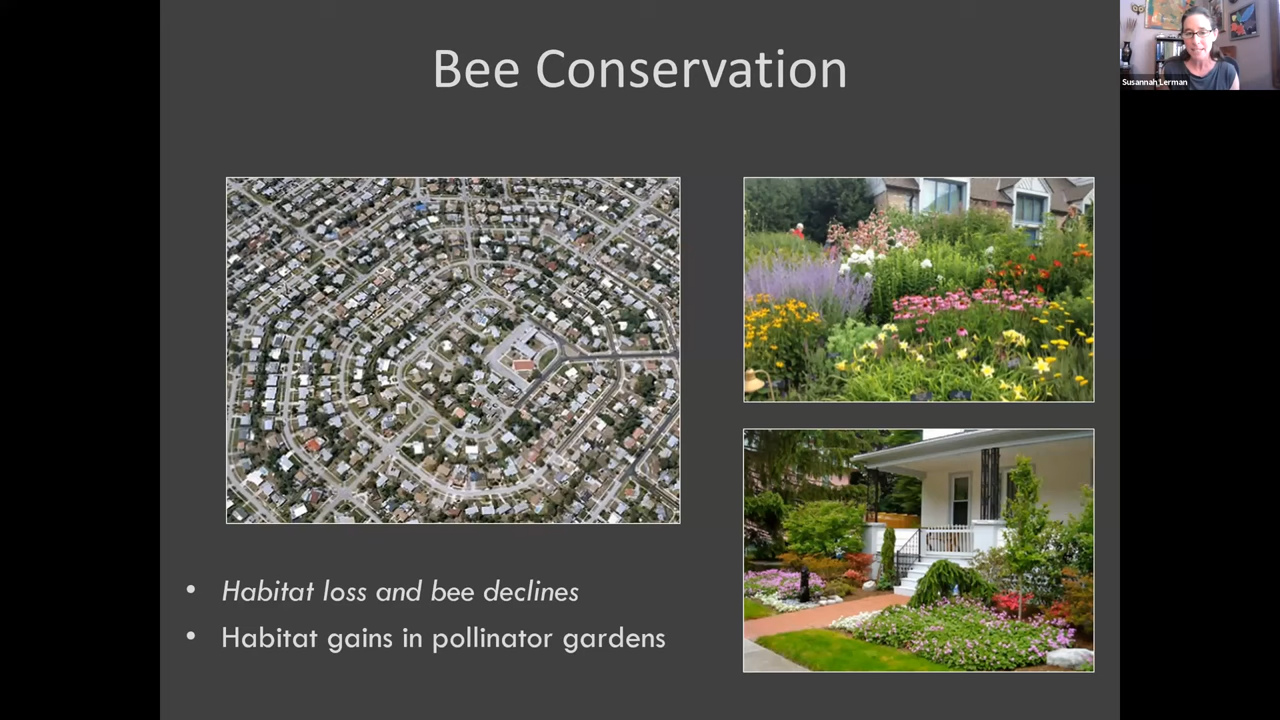 Bee Conservation
Susannah Lerman
• Habitat loss and bee declines
• Habitat gains in pollinator gardens